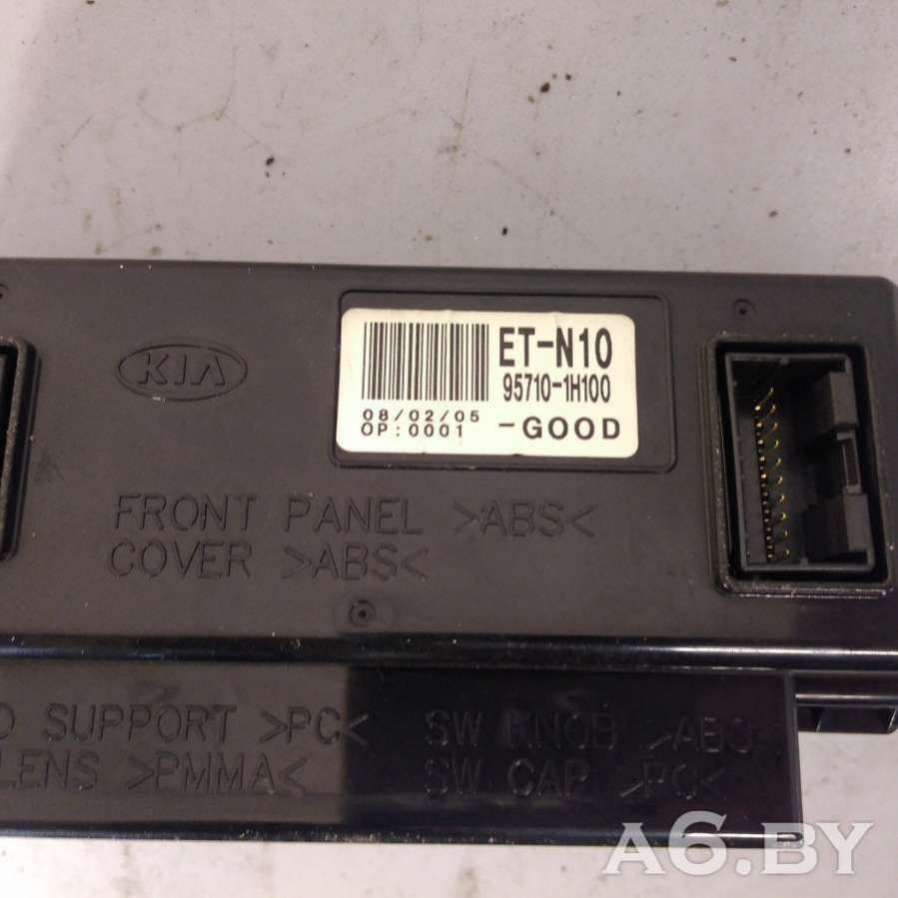 KIA
ET-N10
95710-1H100
08/02/05
OP:0001
-GOOD
FRONT PANEL >ABS<
COVER >ABS<
SUPPORT >PC<
LENS >PMMA<
SW KNOB >ABS
SW CAP >PC<
A6.BY